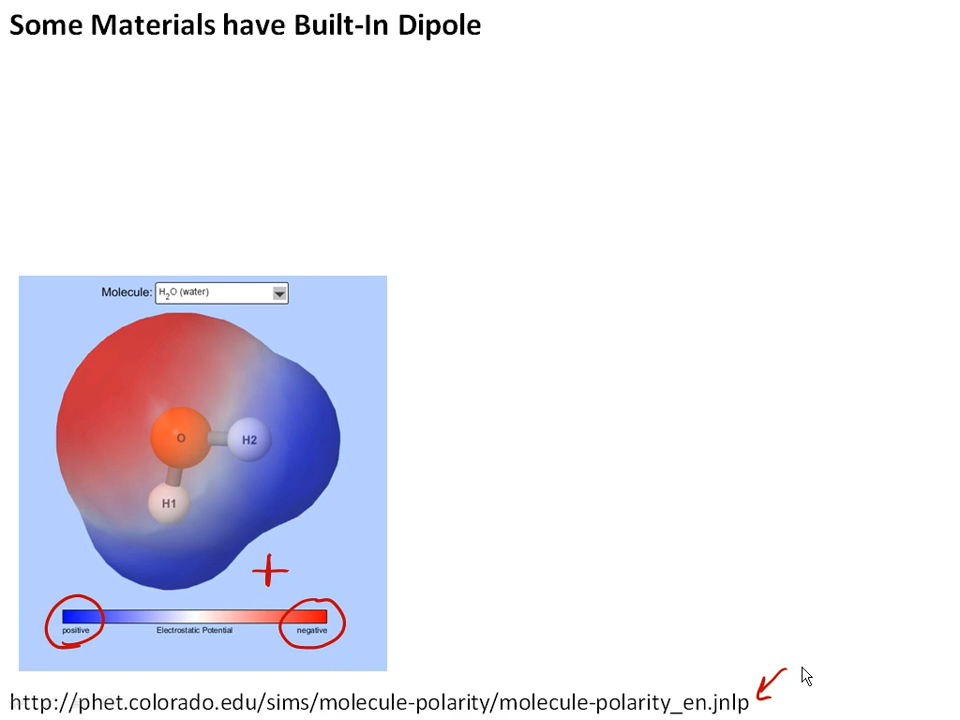 Some Materials have Built-In Dipole
Molecule: H₂O (water)
O
H2
H1
+
positive Electrostatic Potential negative
http://phet.colorado.edu/sims/molecule-polarity/molecule-polarity_en.jnlp